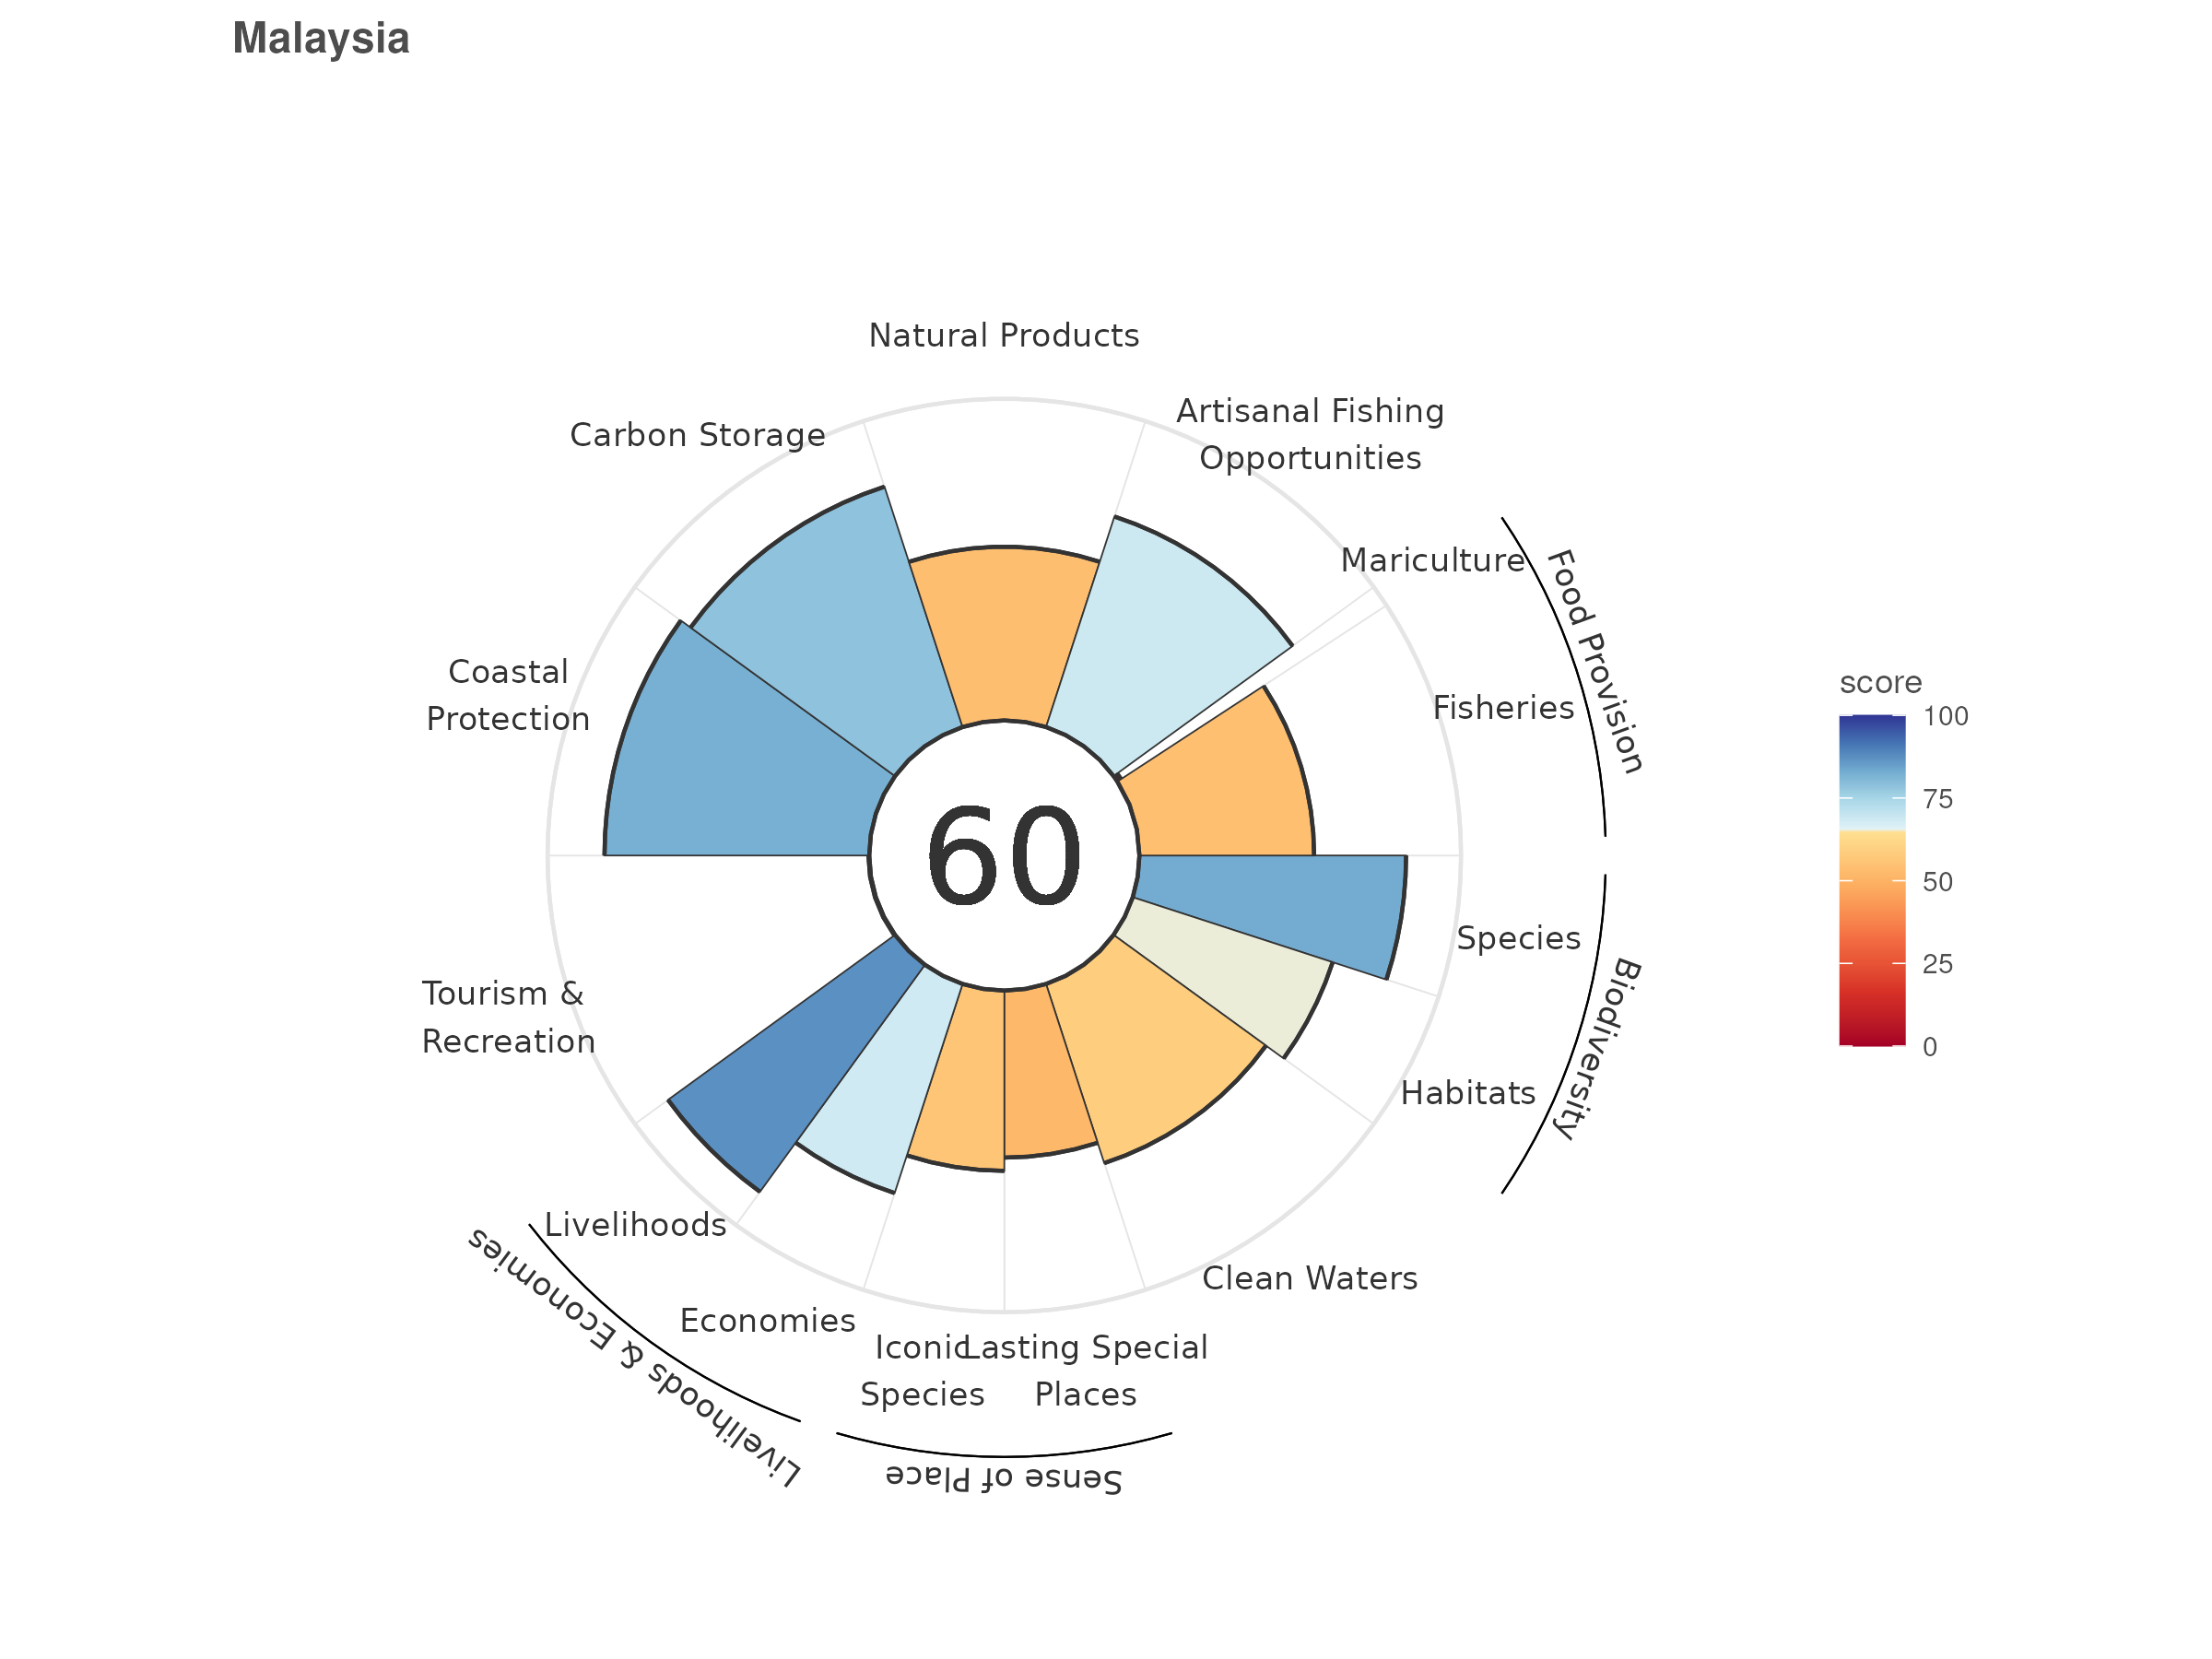 Malaysia
Natural Products
Artisanal Fishing
Opportunities
Carbon Storage
Mariculture
Food Provision
Fisheries
Coastal
Protection
score
100
75
50
25
0
60
Species
Biodiversity
Habitats
Tourism &
Recreation
Livelihoods
Clean Waters
Economies
Livelihoods & Economies
Iconic
Species
Lasting Special
Places
Sense of Place